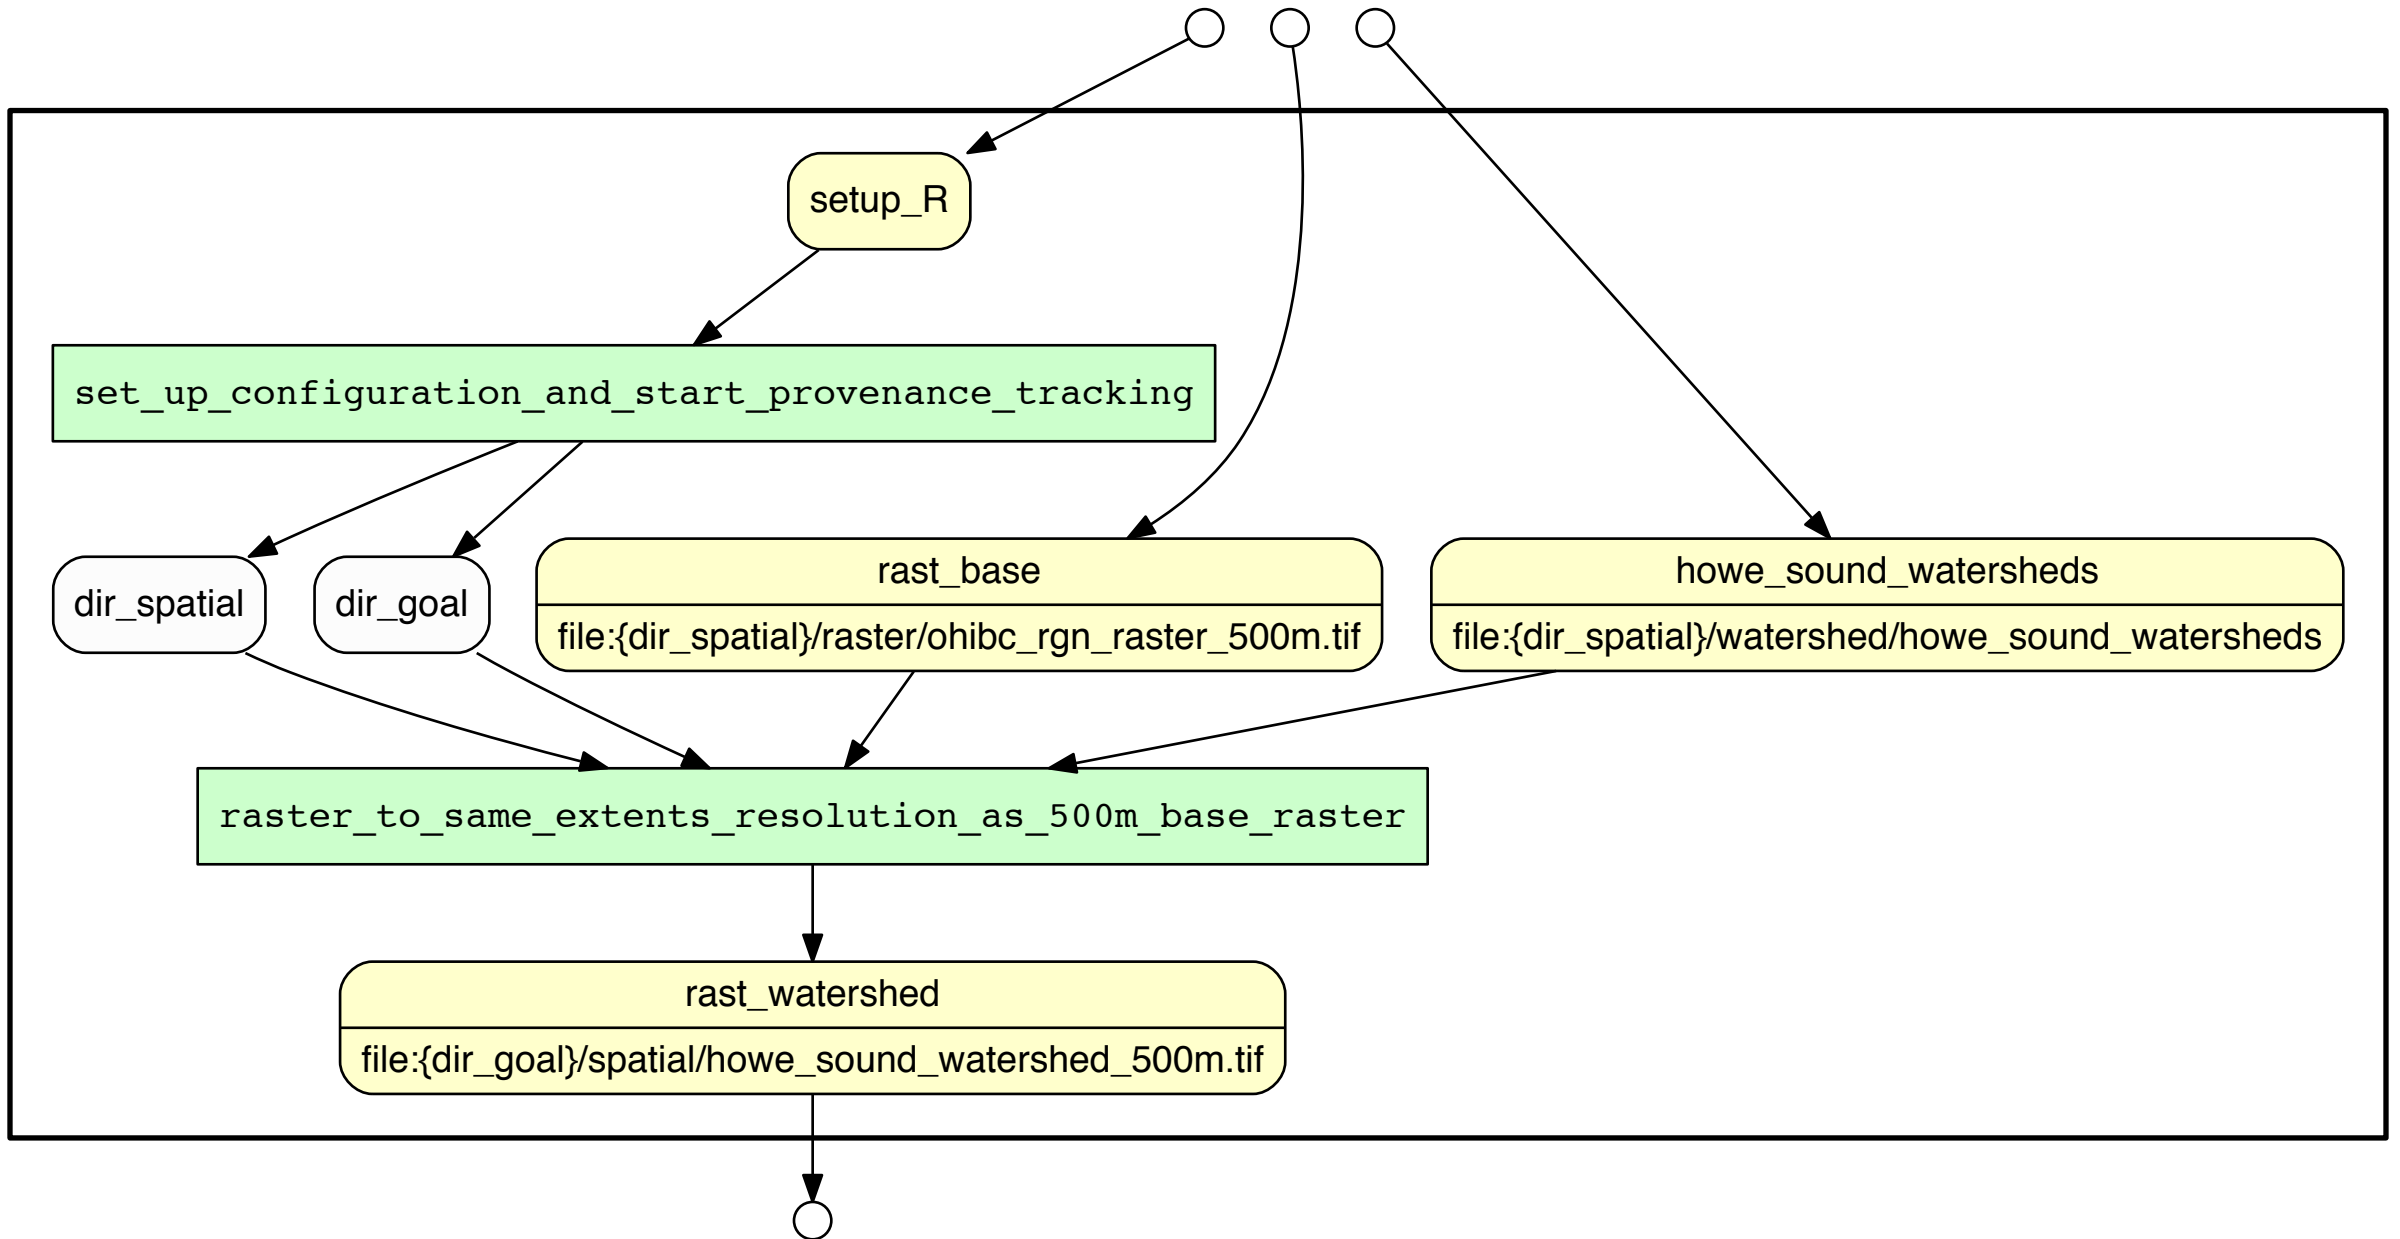 setup_R
set_up_configuration_and_start_provenance_tracking
dir_spatial
dir_goal
rast_base
file:{dir_spatial}/raster/ohibc_rgn_raster_500m.tif
howe_sound_watersheds
file:{dir_spatial}/watershed/howe_sound_watersheds
raster_to_same_extents_resolution_as_500m_base_raster
rast_watershed
file:{dir_goal}/spatial/howe_sound_watershed_500m.tif